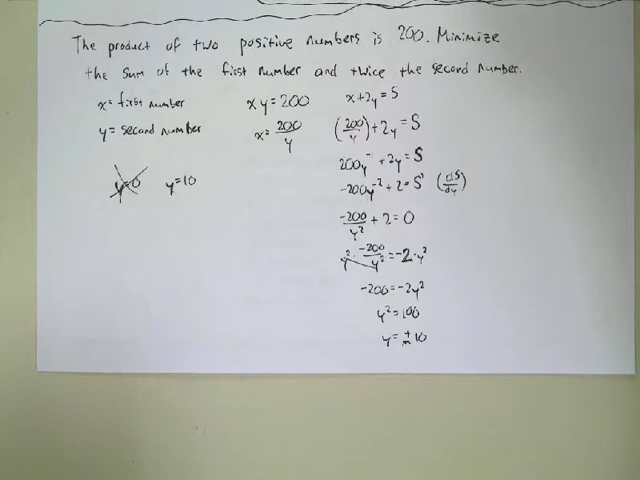 The product of two positive numbers is 200. Minimize
the sum of the first number and twice the second number.
x = first number
y = second number
y = 0 y = 10
xy = 200
x = 200/y
x + 2y = S
(200/y) + 2y = S
200y⁻¹ + 2y = S
-200y⁻² + 2 = S' (dS/dy)
-200/y² + 2 = 0
y² · -200/y² = -2 · y²
-200 = -2y²
y² = 100
y = ± 10